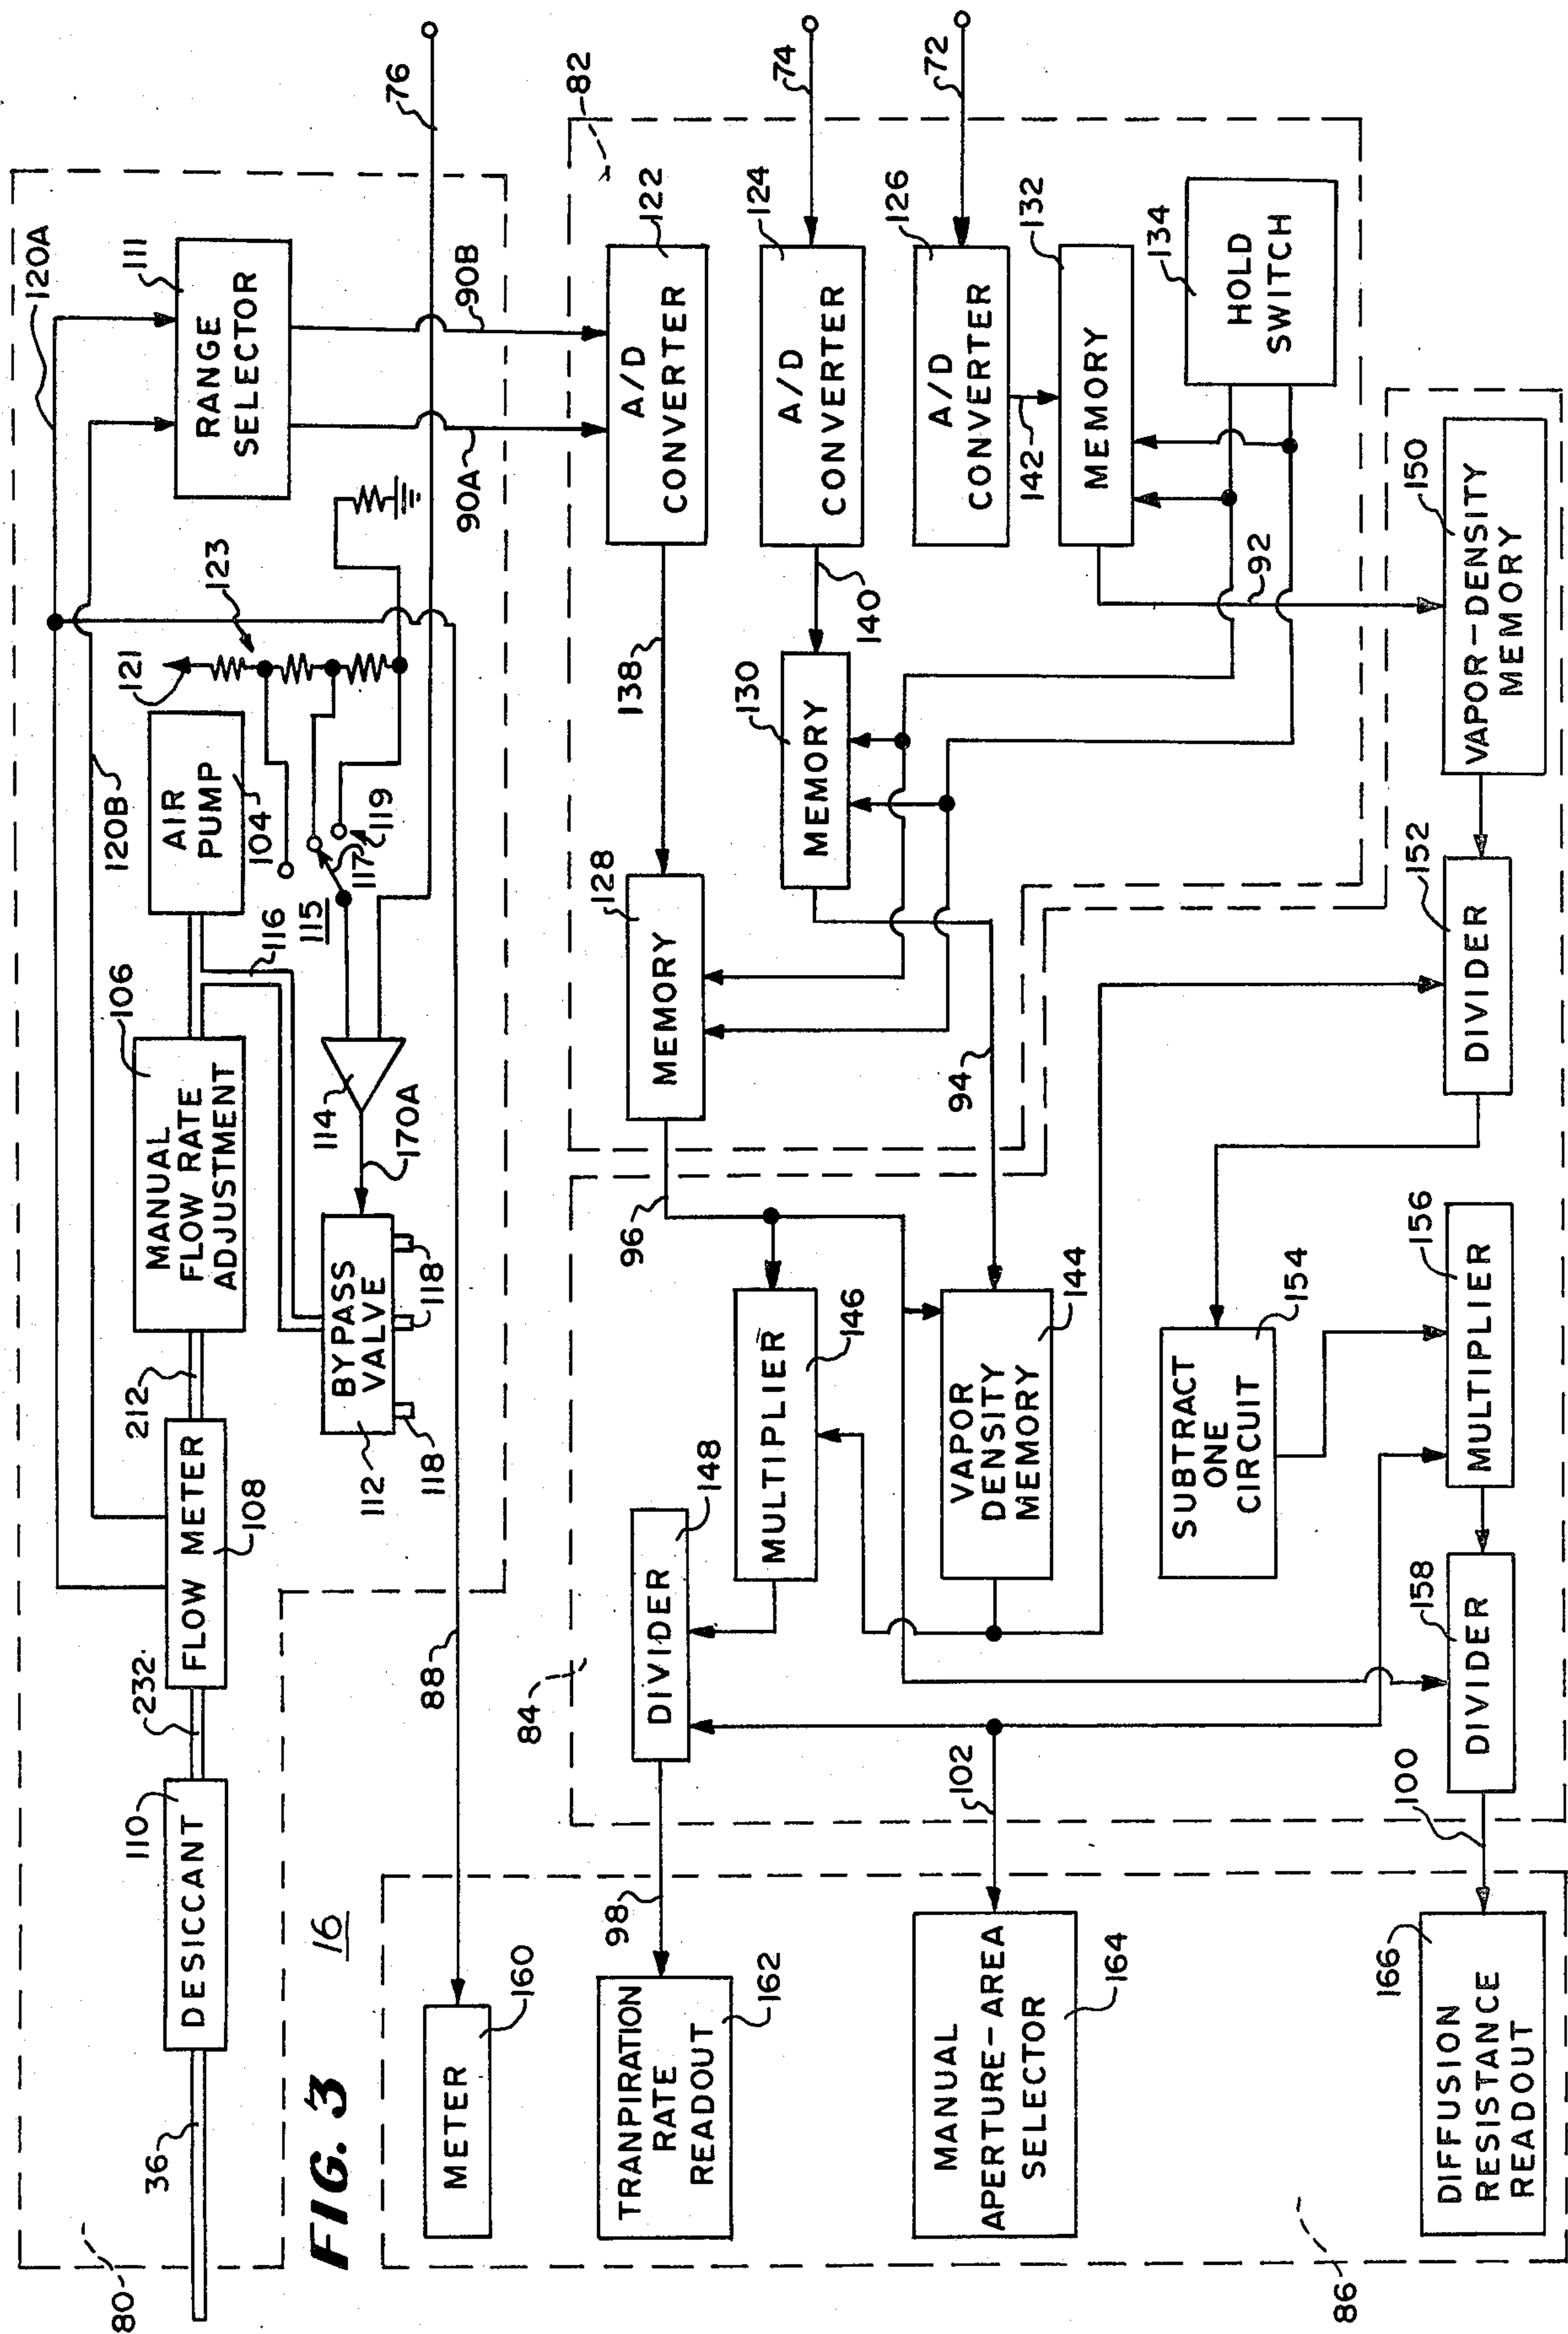 80
36
DESICCANT
110
232
FLOW METER
108
212
MANUAL
FLOW RATE
ADJUSTMENT
106
116
AIR
PUMP
104
120B
120A
121
123
RANGE
SELECTOR
111
BYPASS
VALVE
112
118
118
118
170A
114
115
117
119
90A
90B
76
88
FIG. 3
16
METER
160
TRANPIRATION
RATE
READOUT
162
98
MANUAL
APERTURE-AREA
SELECTOR
164
102
DIFFUSION
RESISTANCE
READOUT
166
100
86
84
DIVIDER
148
MULTIPLIER
146
VAPOR
DENSITY
MEMORY
144
96
94
SUBTRACT
ONE
CIRCUIT
154
DIVIDER
158
MULTIPLIER
156
DIVIDER
152
VAPOR-DENSITY
MEMORY
150
82
MEMORY
128
138
A/D
CONVERTER
122
MEMORY
130
140
A/D
CONVERTER
124
74
A/D
CONVERTER
126
72
142
MEMORY
132
92
HOLD
SWITCH
134